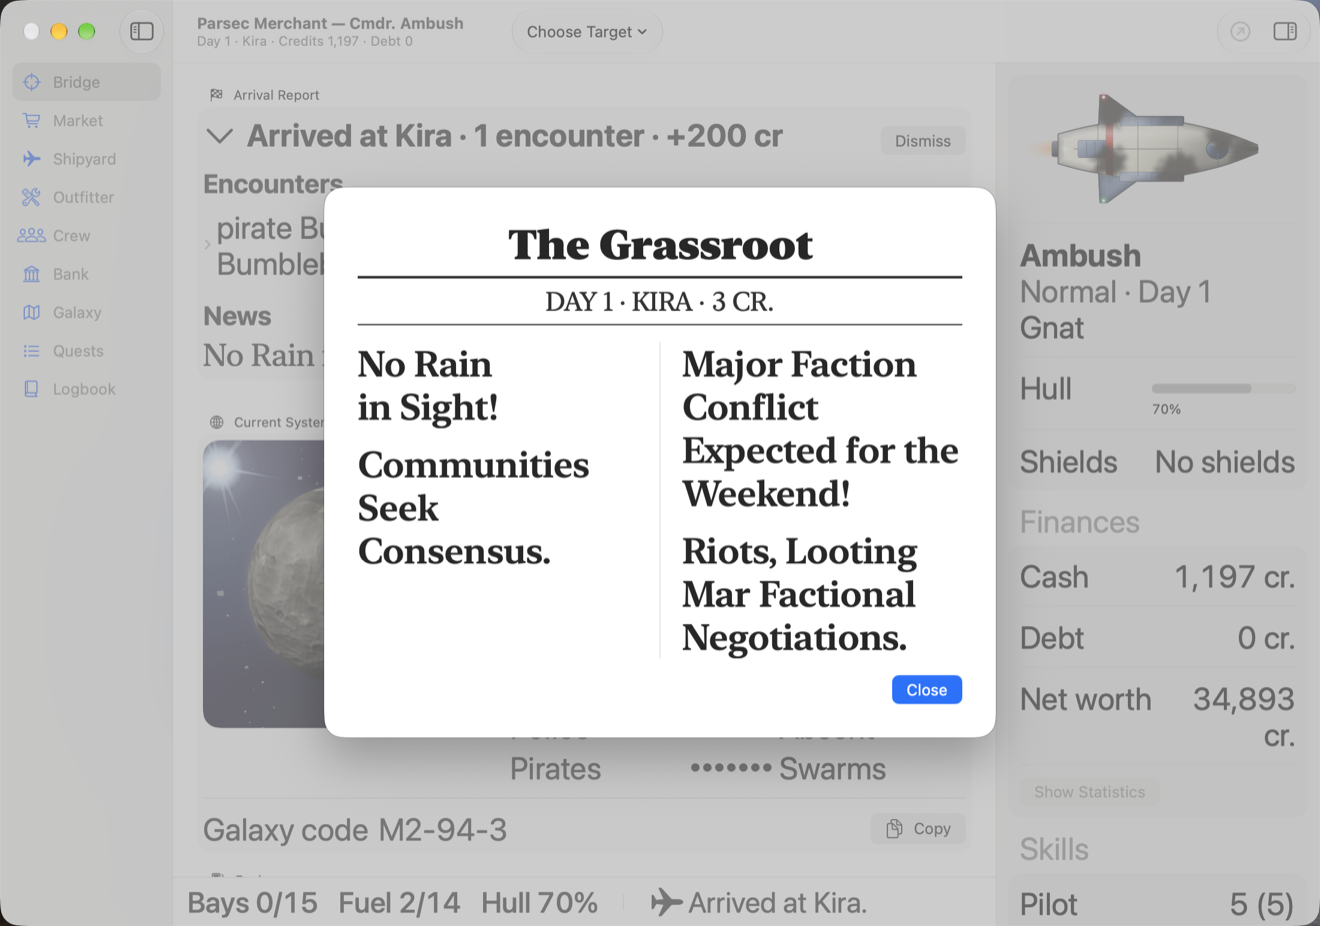 Parsec Merchant — Cmdr. Ambush
Day 1 · Kira · Credits 1,197 · Debt 0
Choose Target
Bridge
Market
Shipyard
Outfitter
Crew
Bank
Galaxy
Quests
Logbook
Arrival Report
Arrived at Kira · 1 encounter · +200 cr
Dismiss
Encounters
pirate
News
No Rain
The Grassroot
DAY 1 · KIRA · 3 CR.
No Rain
in Sight!
Communities
Seek
Consensus.
Major Faction
Conflict
Expected for the
Weekend!
Riots, Looting
Mar Factional
Negotiations.
Close
Current
Pirates
••••••• Swarms
Galaxy code M2-94-3
Copy
Bays 0/15 Fuel 2/14 Hull 70%
Arrived at Kira.
Ambush
Normal · Day 1
Gnat
Hull
70%
Shields No shields
Finances
Cash 1,197 cr.
Debt 0 cr.
Net worth 34,893
cr.
Show Statistics
Skills
Pilot 5 (5)